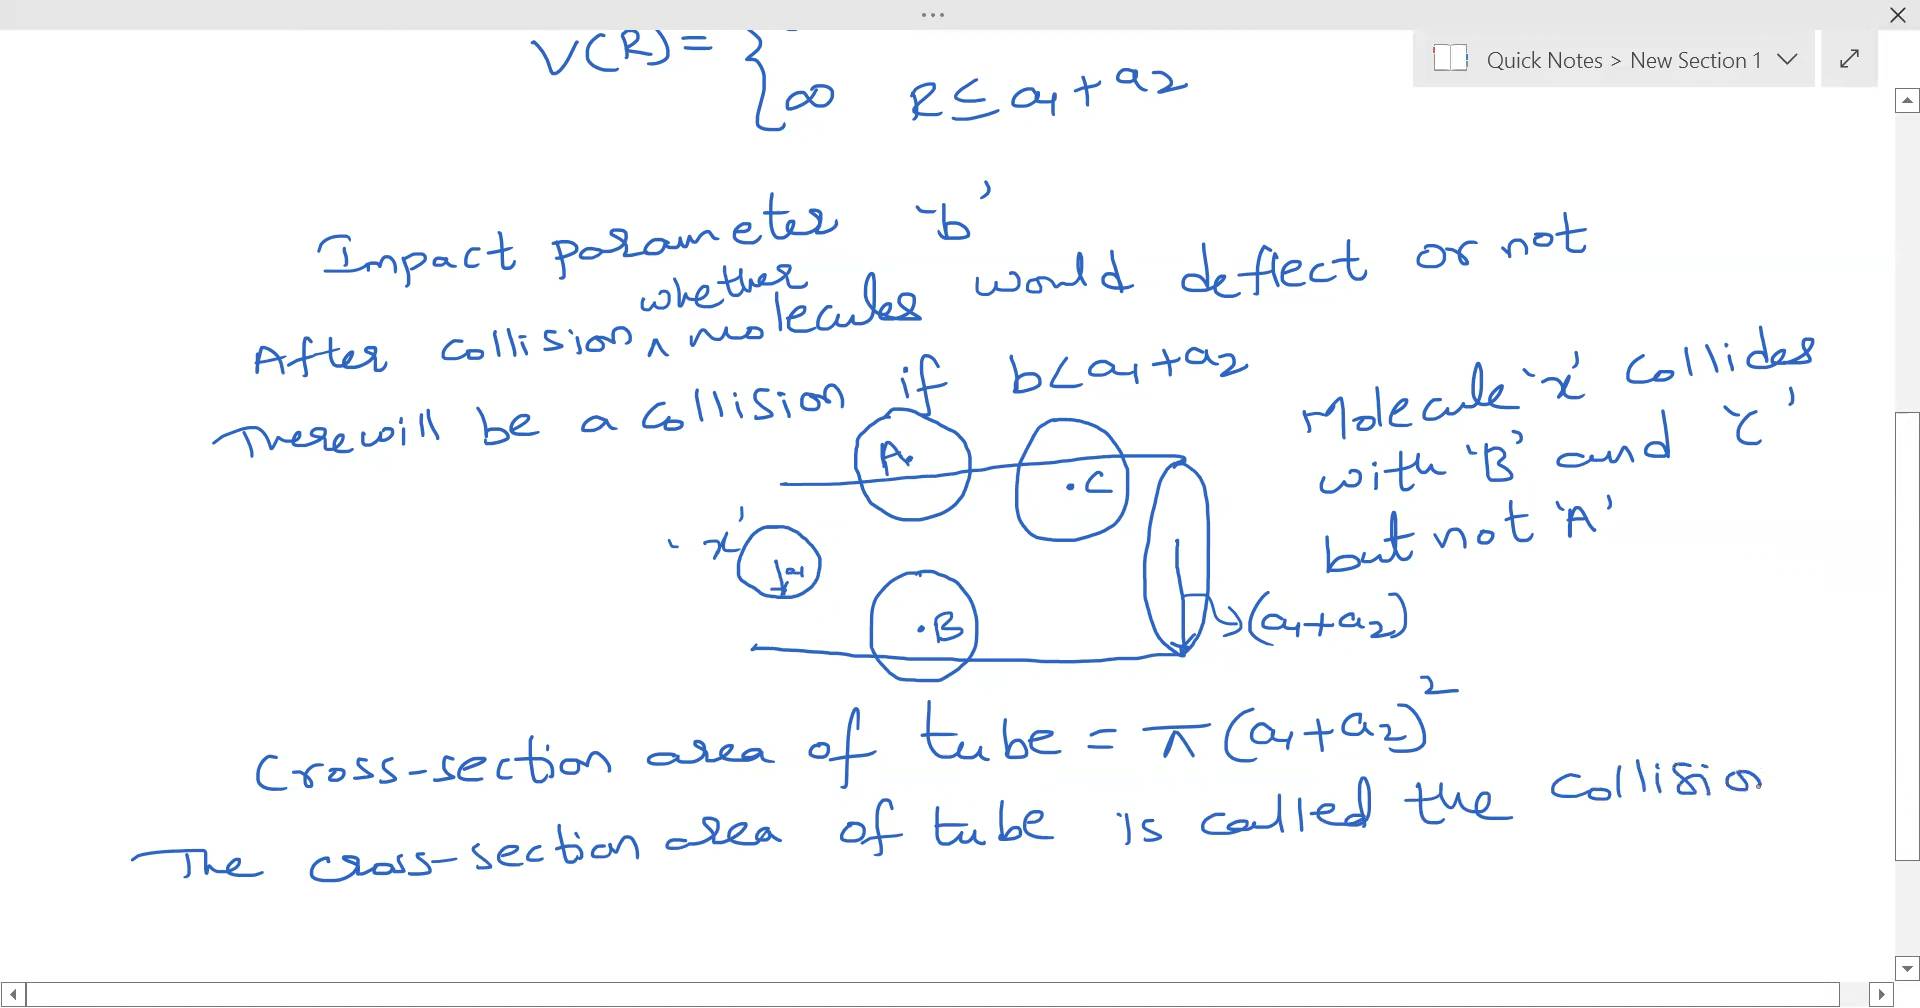 Quick Notes > New Section 1
V(R) = {
∞ R ≤ a1 + a2
Impact parameter 'b'
After collision, whether molecules would deflect or not
There will be a collision if b < a1 + a2
Molecule 'x' collides
with 'B' and 'C'
but not 'A'
A
C
'x'
a1
B
(a1+a2)
Cross-section area of tube = π(a1+a2)²
The cross-section area of tube is called the collision